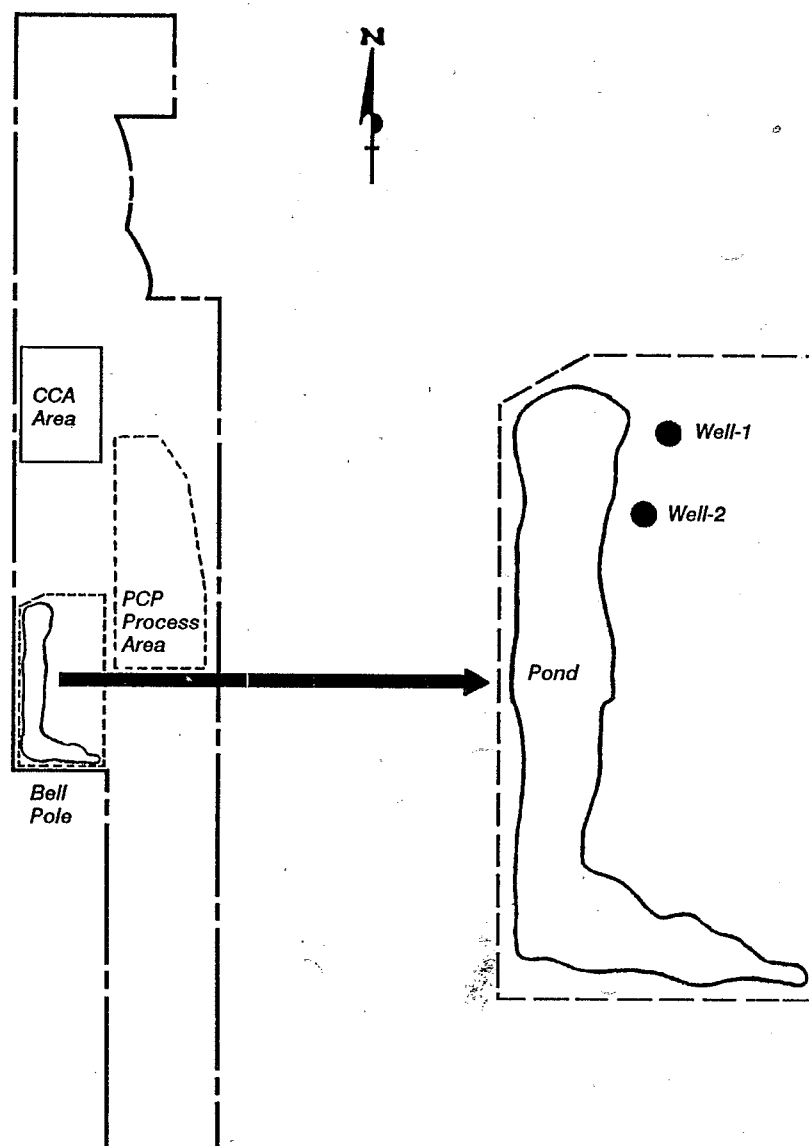 N
CCA
Area
Well-1
Well-2
PCP
Process
Area
Pond
Bell
Pole